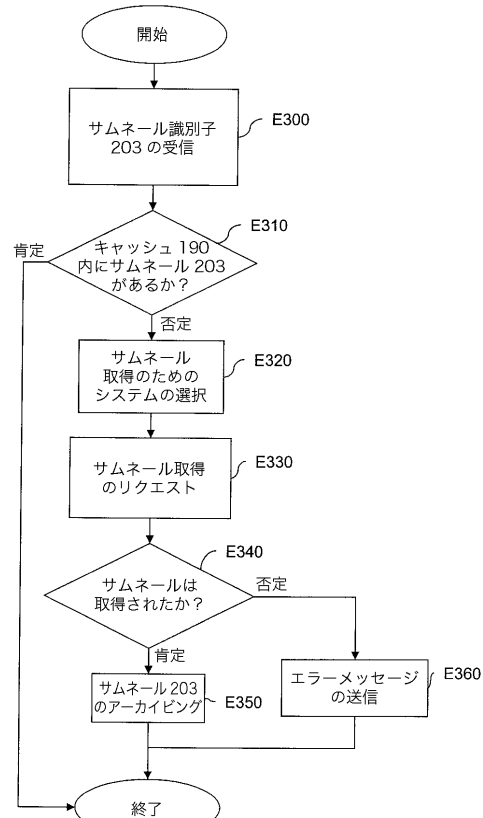 開始
サムネール識別子
203 の受信
E300
キャッシュ 190
内にサムネール 203
があるか？
E310
肯定
否定
サムネール
取得のための
システムの選択
E320
サムネール取得
のリクエスト
E330
サムネールは
取得されたか？
E340
否定
肯定
サムネール 203
のアーカイビング
E350
エラーメッセージ
の送信
E360
終了